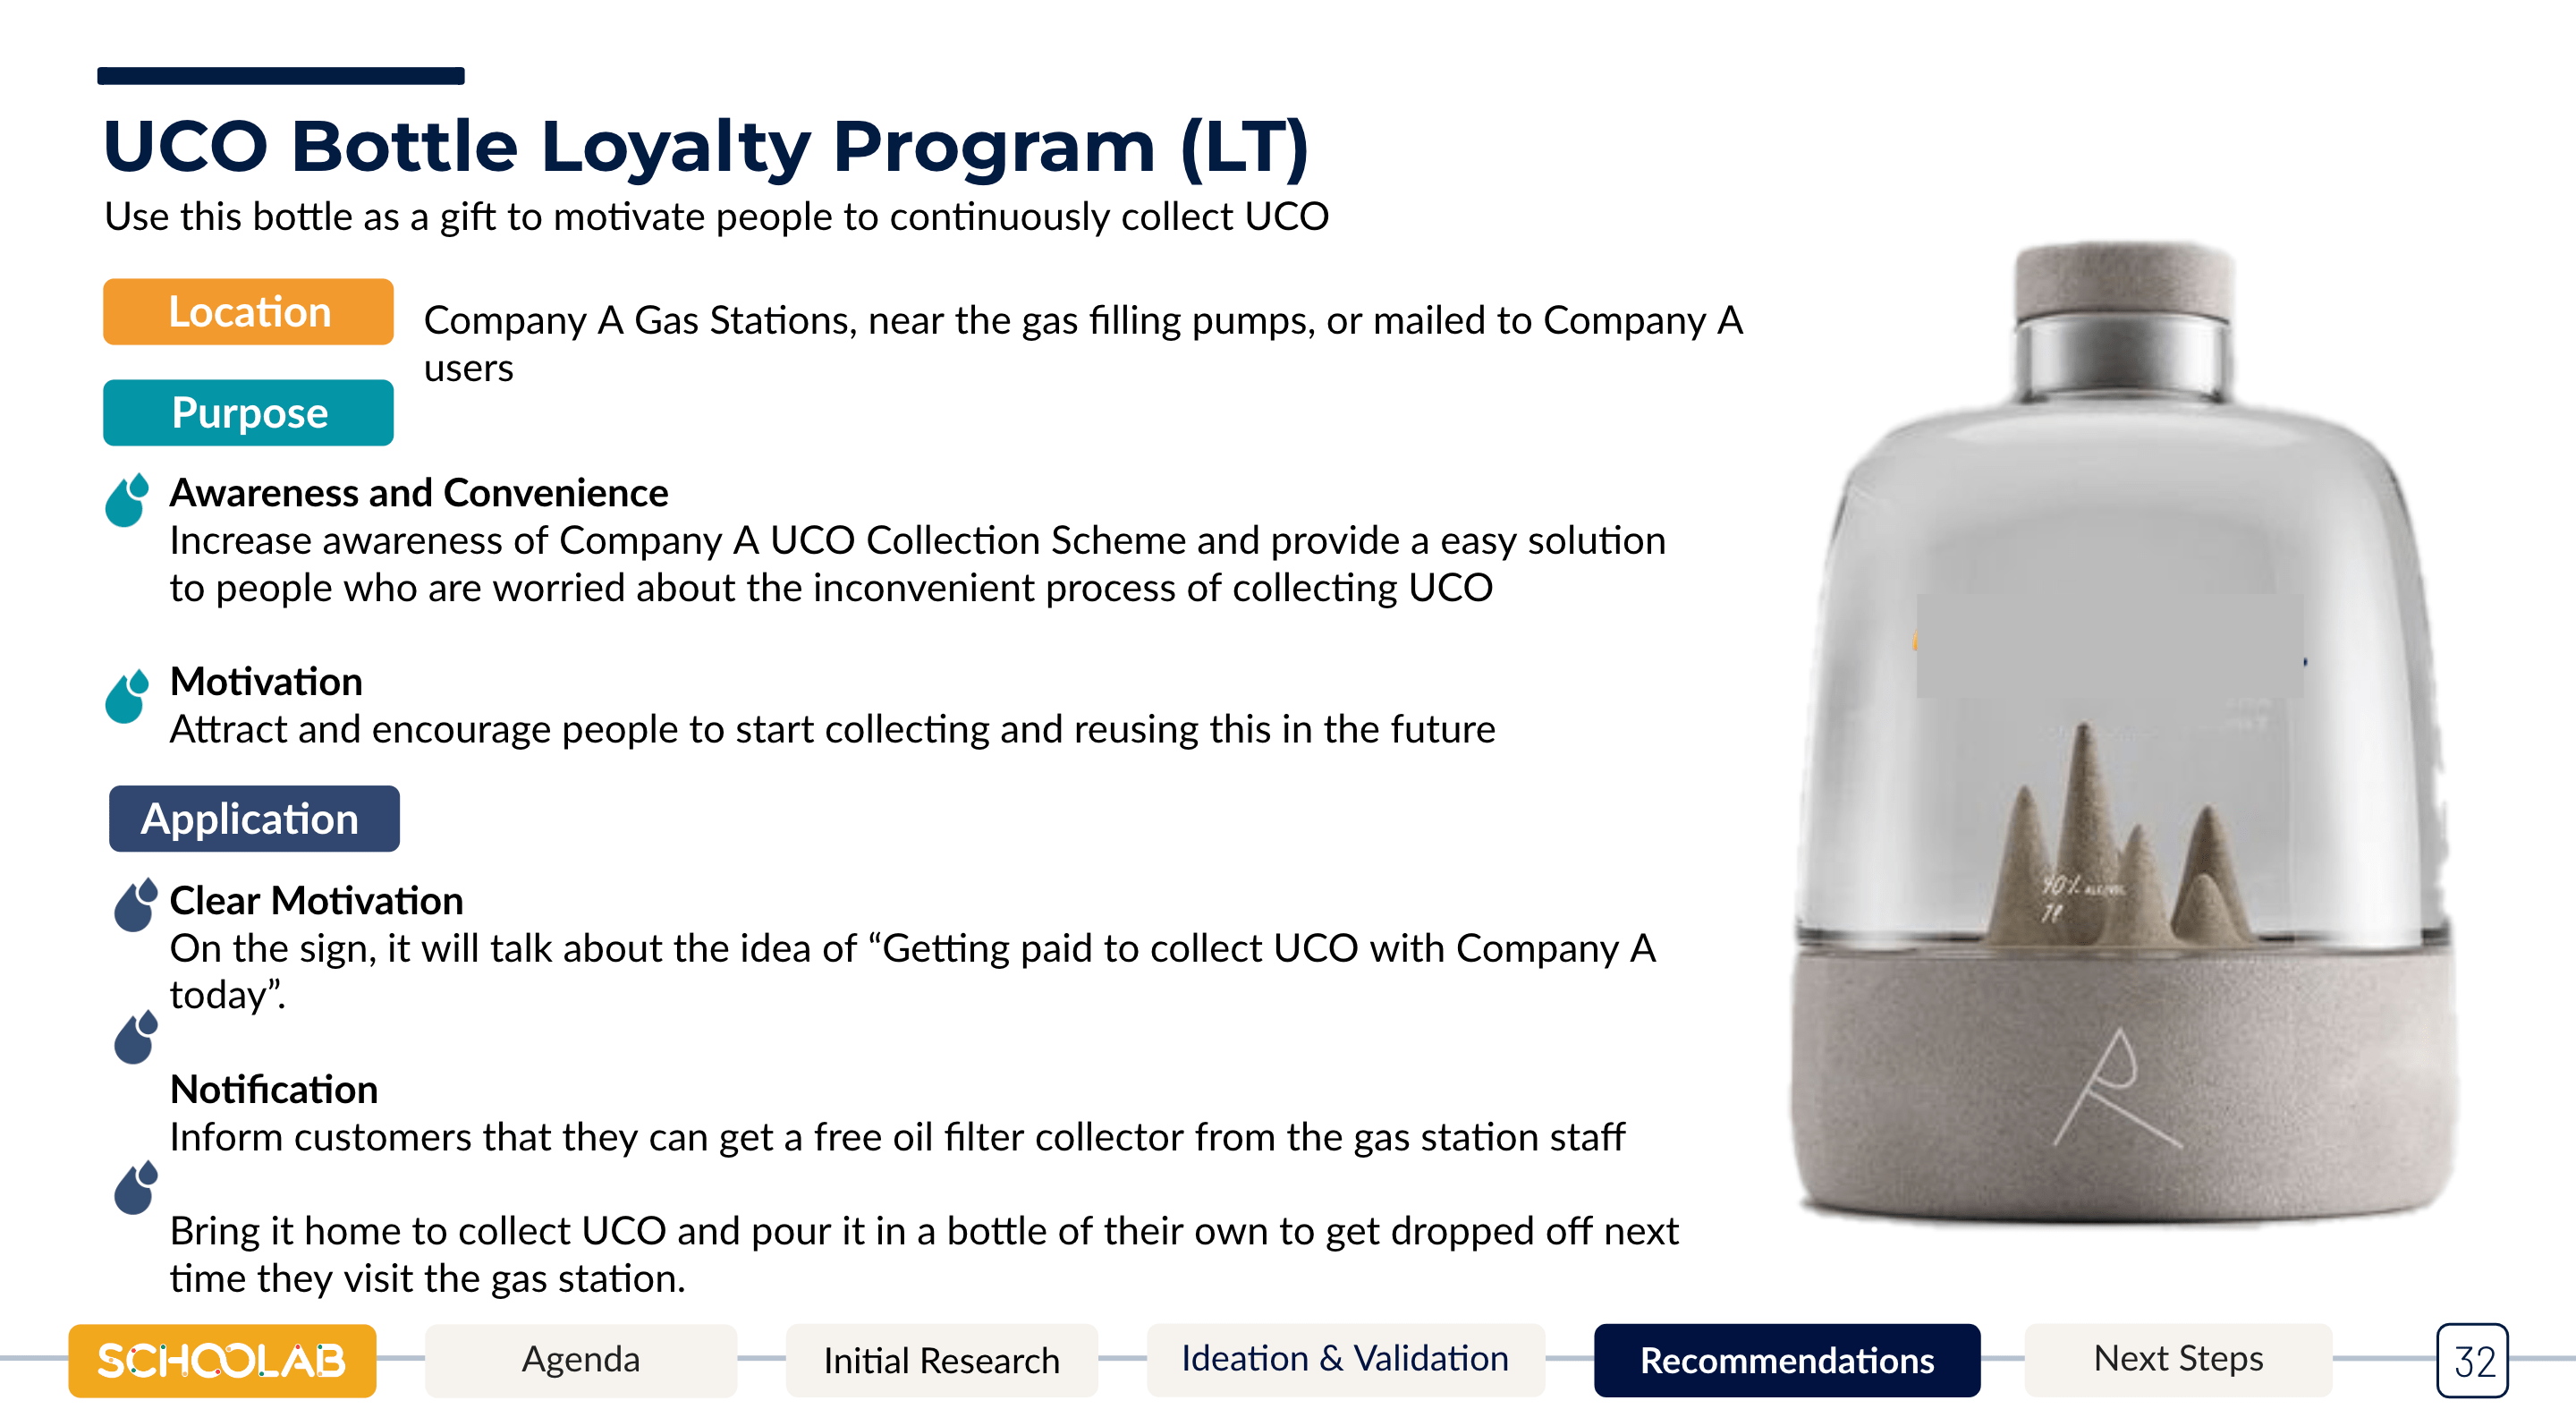 UCO Bottle Loyalty Program (LT)
Use this bottle as a gift to motivate people to continuously collect UCO
Location
Company A Gas Stations, near the gas filling pumps, or mailed to Company A
users
Purpose
Awareness and Convenience
Increase awareness of Company A UCO Collection Scheme and provide a easy solution
to people who are worried about the inconvenient process of collecting UCO
Motivation
Attract and encourage people to start collecting and reusing this in the future
Application
Clear Motivation
On the sign, it will talk about the idea of “Getting paid to collect UCO with Company A
today”.
Notification
Inform customers that they can get a free oil filter collector from the gas station staff
Bring it home to collect UCO and pour it in a bottle of their own to get dropped off next
time they visit the gas station.
40%
R
SCHOOLAB
Agenda
Initial Research
Ideation & Validation
Recommendations
Next Steps
32